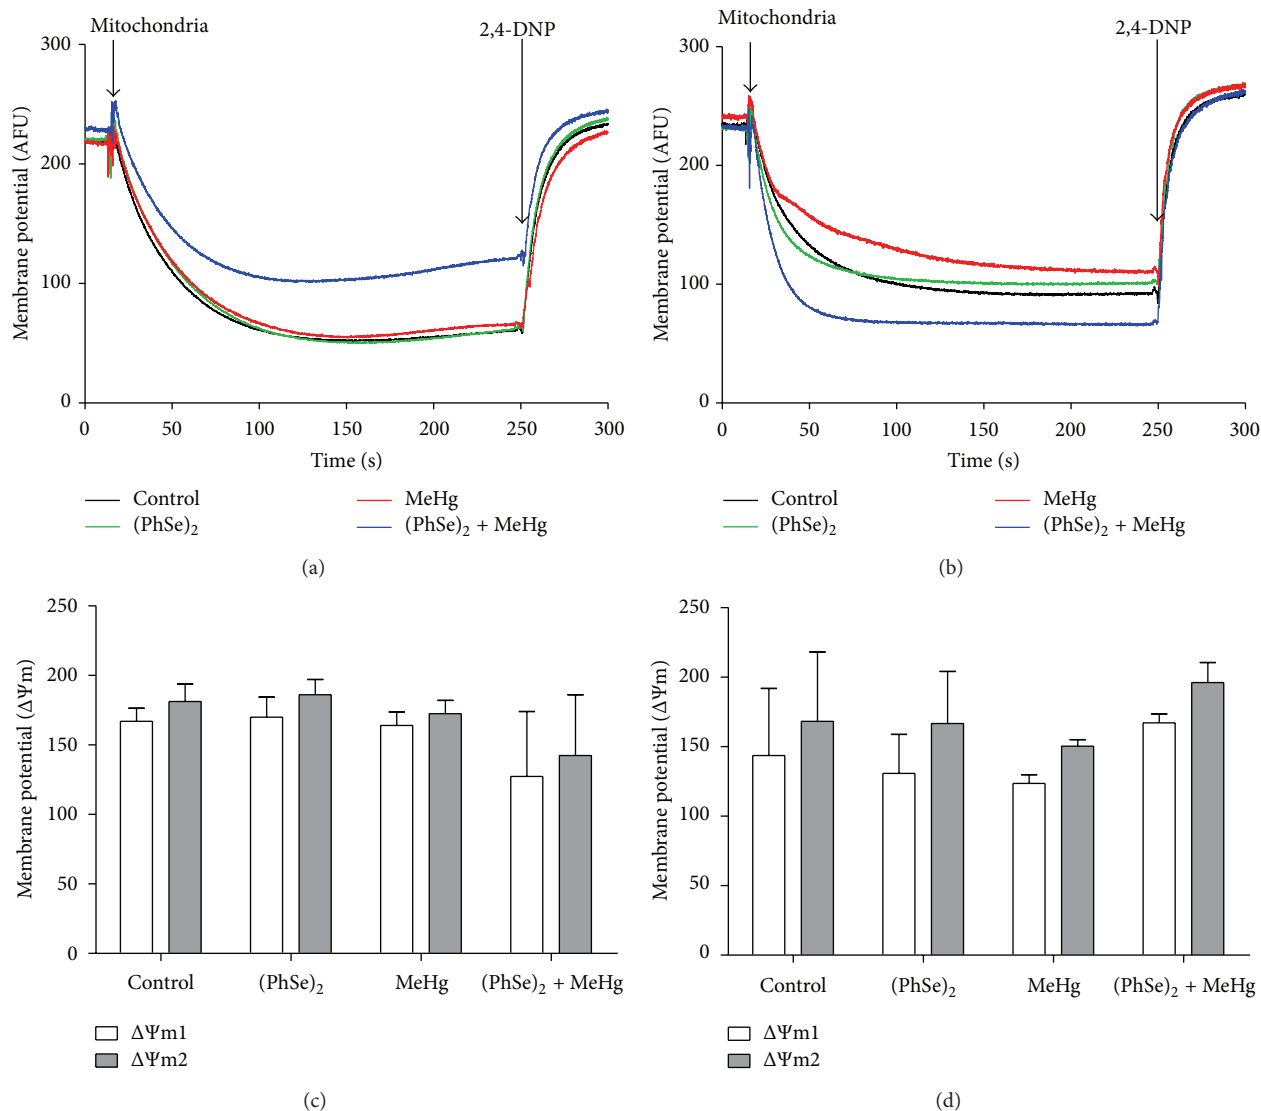 Mitochondria
2,4-DNP
Membrane potential (AFU)
300
200
100
0
0 50 100 150 200 250 300
Time (s)
Control
MeHg
(PhSe)2
(PhSe)2 + MeHg
(a)
Mitochondria
2,4-DNP
Membrane potential (AFU)
300
200
100
0
0 50 100 150 200 250 300
Time (s)
Control
MeHg
(PhSe)2
(PhSe)2 + MeHg
(b)
Membrane potential (ΔΨm)
250
200
150
100
50
0
Control (PhSe)2 MeHg (PhSe)2 + MeHg
ΔΨm1
ΔΨm2
(c)
Membrane potential (ΔΨm)
250
200
150
100
50
0
Control (PhSe)2 MeHg (PhSe)2 + MeHg
ΔΨm1
ΔΨm2
(d)